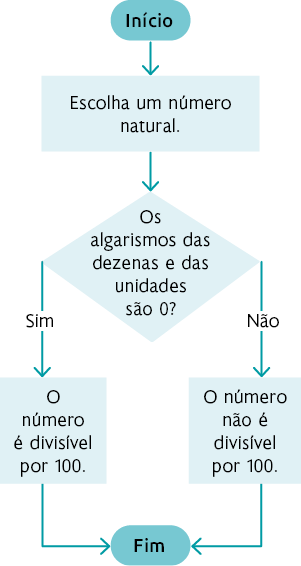 Início
Escolha um número
natural.
Os
algarismos das
dezenas e das
unidades
são 0?
Sim
Não
O
número
é divisível
por 100.
O número
não é
divisível
por 100.
Fim